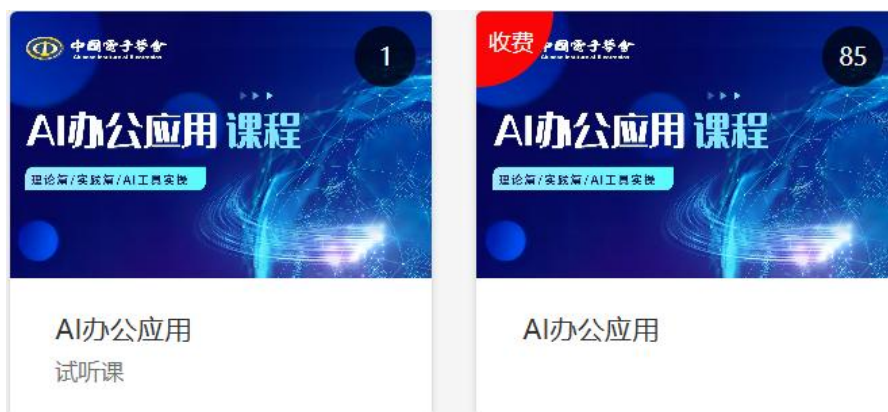 中国电子学会
1
AI办公应用 课程
理论篇/实践篇/AI工具实操
AI办公应用
试听课
收费
中国电子学会
85
AI办公应用 课程
理论篇/实践篇/AI工具实操
AI办公应用